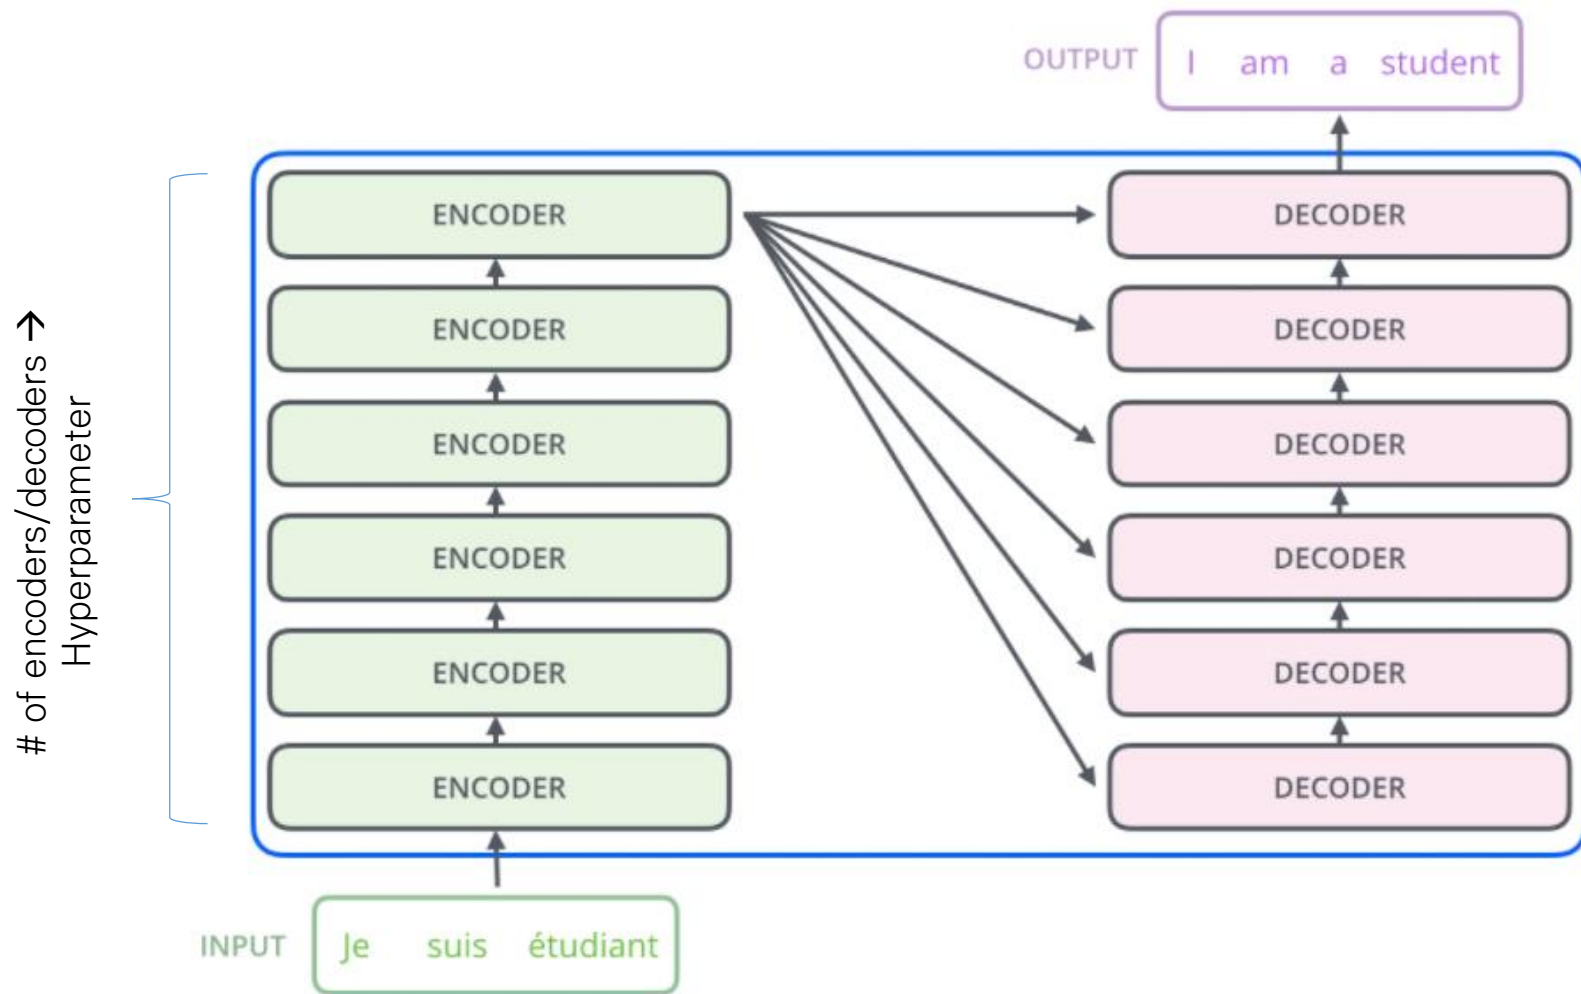 OUTPUT
I am a student
# of encoders/decoders →
Hyperparameter
ENCODER
DECODER
ENCODER
DECODER
ENCODER
DECODER
ENCODER
DECODER
ENCODER
DECODER
ENCODER
DECODER
INPUT
Je suis étudiant